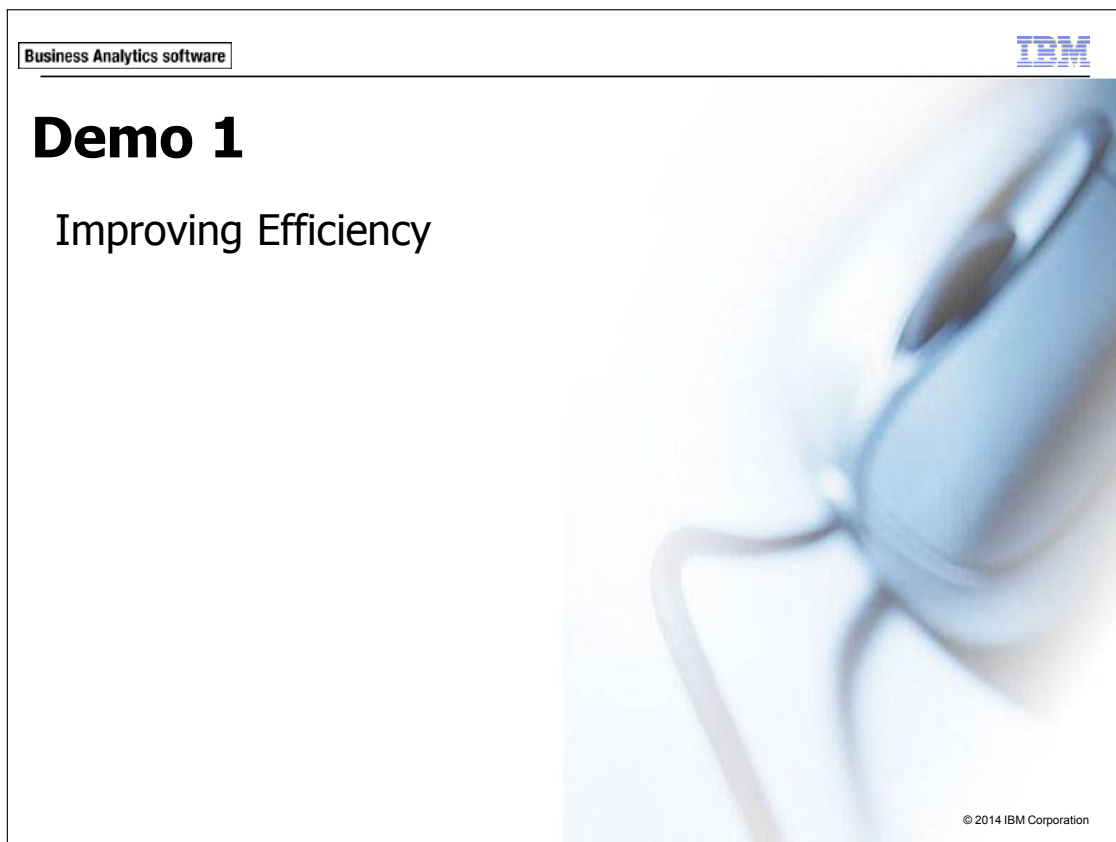 Business Analytics software
IBM
Demo 1
Improving Efficiency
© 2014 IBM Corporation